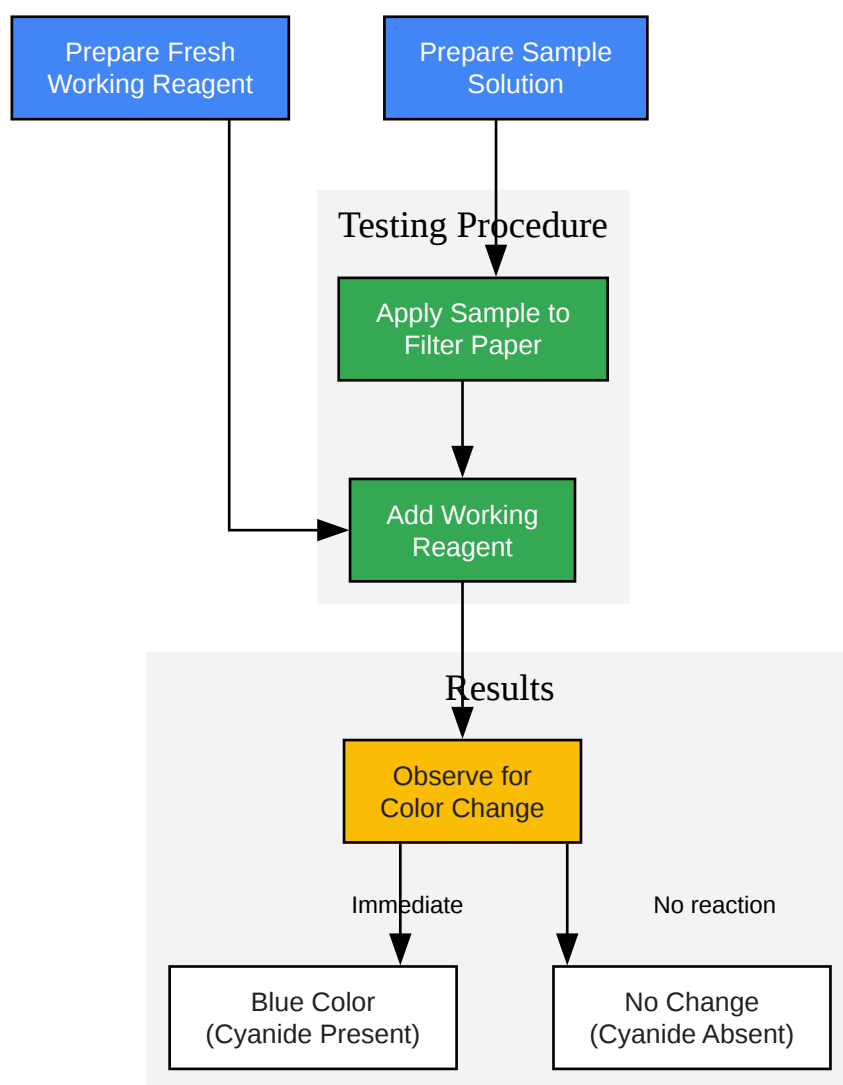 Prepare Fresh
Working Reagent
Prepare Sample
Solution
Testing Procedure
Apply Sample to
Filter Paper
Add Working
Reagent
Results
Observe for
Color Change
Immediate
No reaction
Blue Color
(Cyanide Present)
No Change
(Cyanide Absent)